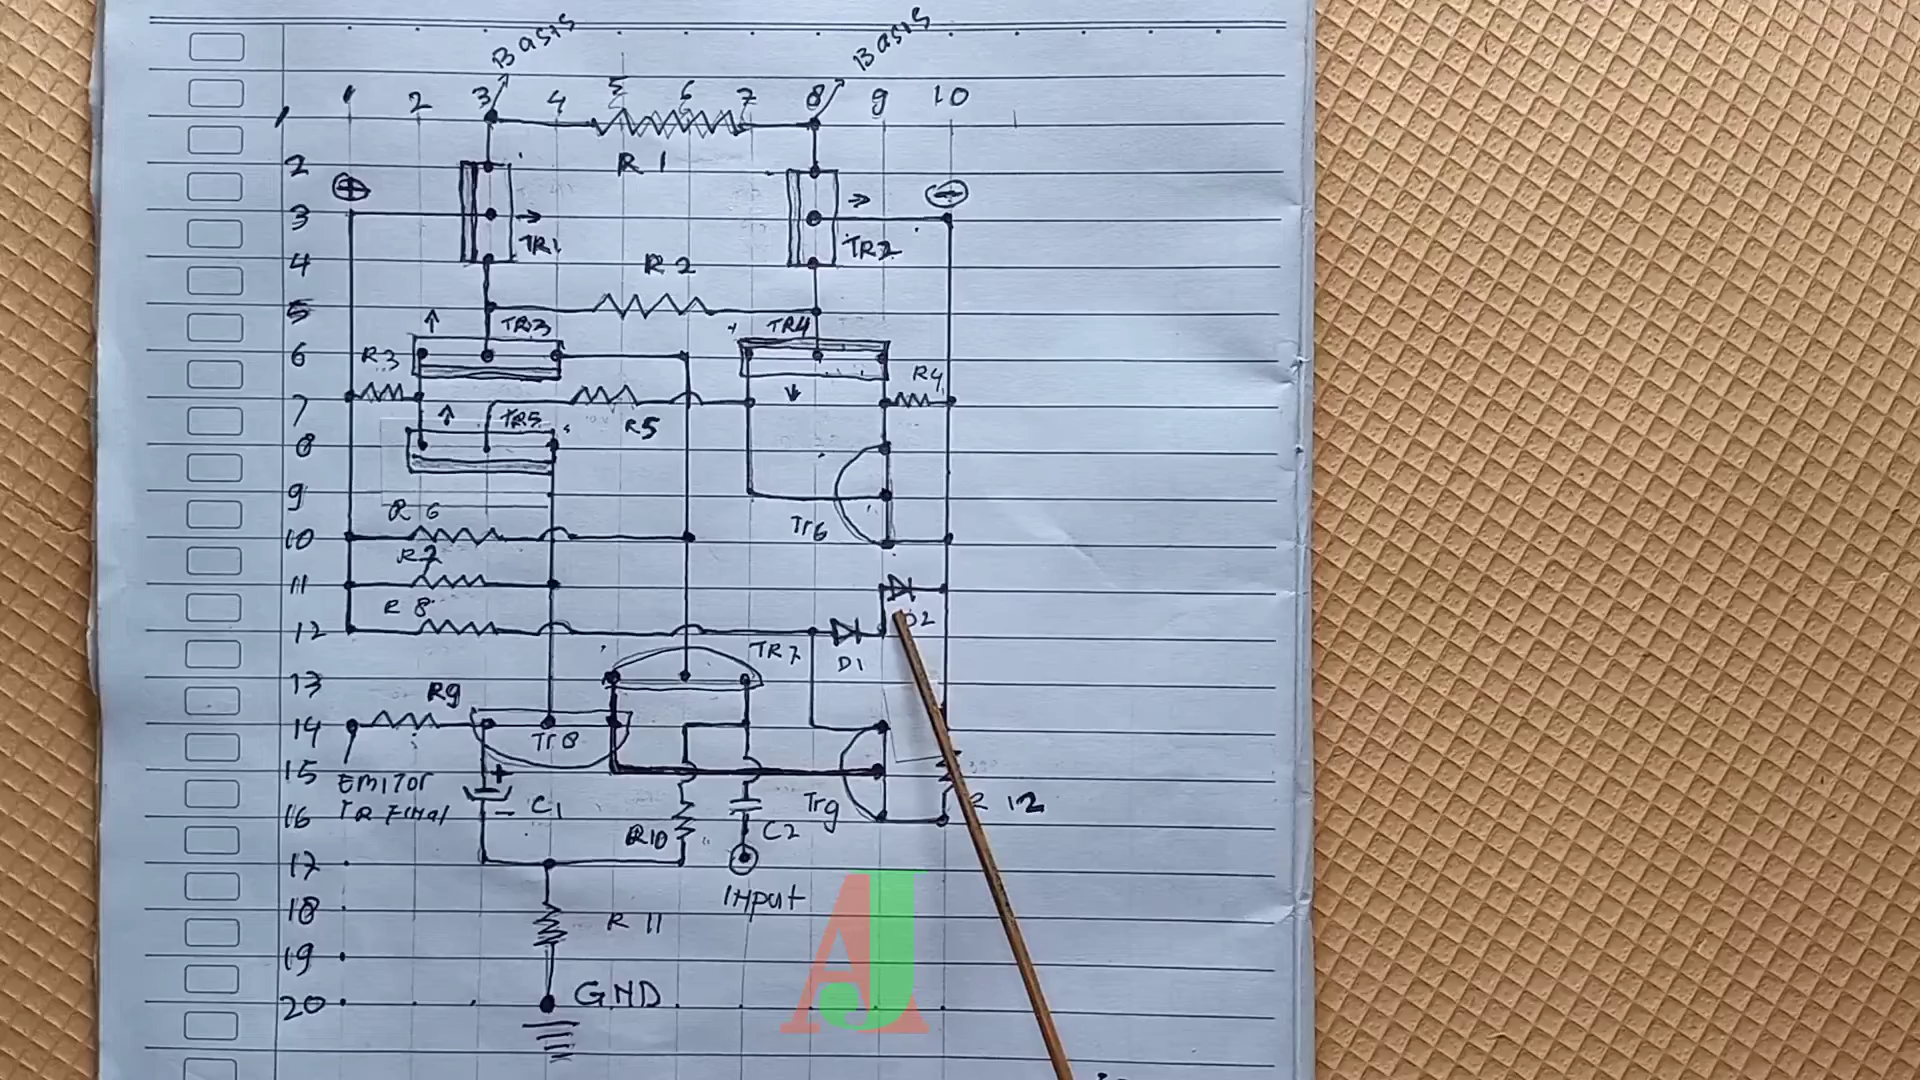 Basis Basis
1 2 3 4 5 6 7 8 9 10
1
R1
2
+ -
3
TR1 TR2
4 R2
5
TR3 TR4
6 R3 R4
7
TR5 R5
8
9
R6 Tr6
10
R7
11
R8 D2
12
TR7 D1
13
R9
14
Tr8
15 +
EMITOR
TR FINAL
16 - C1 R10 C2 Tr9 R 12
17
INput
18 R 11
19
20 GND
AJ